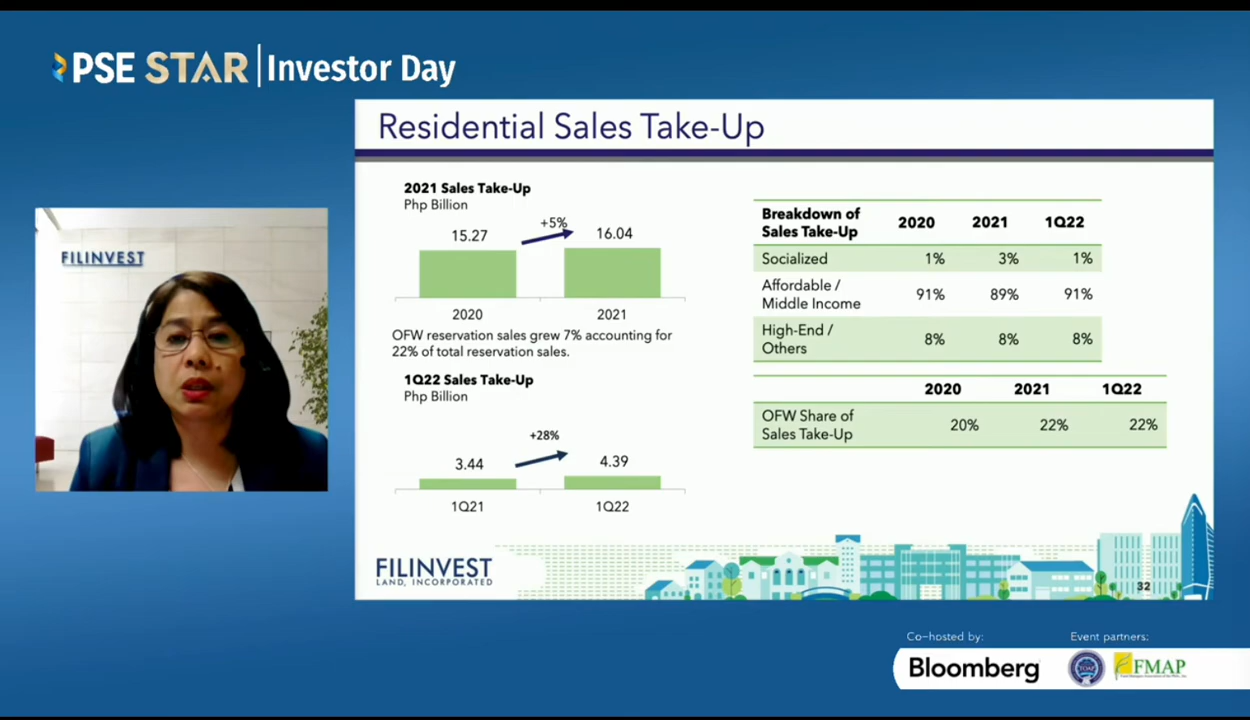 PSE STAR | Investor Day
Residential Sales Take-Up
FILINVEST
2021 Sales Take-Up
Php Billion
15.27
+5%
16.04
2020
2021
OFW reservation sales grew 7% accounting for
22% of total reservation sales.
1Q22 Sales Take-Up
Php Billion
3.44
+28%
4.39
1Q21
1Q22
Breakdown of
Sales Take-Up
2020
2021
1Q22
Socialized
1%
3%
1%
Affordable /
Middle Income
91%
89%
91%
High-End /
Others
8%
8%
8%
2020
2021
1Q22
OFW Share of
Sales Take-Up
20%
22%
22%
FILINVEST
LAND, INCORPORATED
32
Co-hosted by:
Bloomberg
Event partners:
FMAP